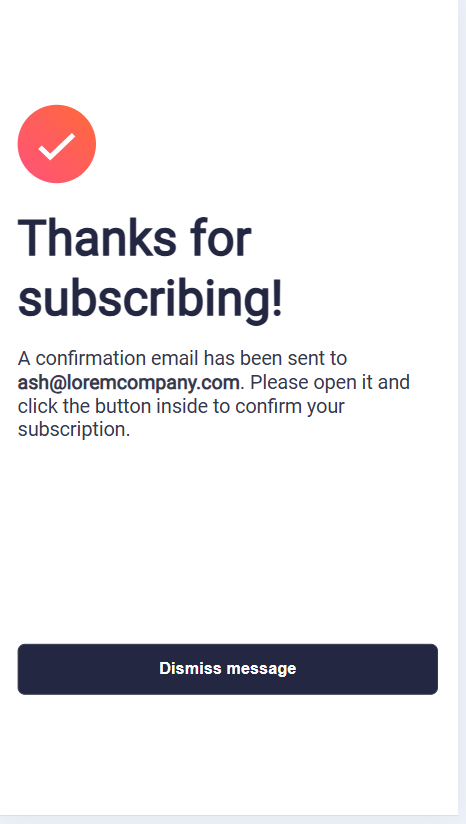 Thanks for
subscribing!
A confirmation email has been sent to
ash@loremcompany.com. Please open it and
click the button inside to confirm your
subscription.
Dismiss message